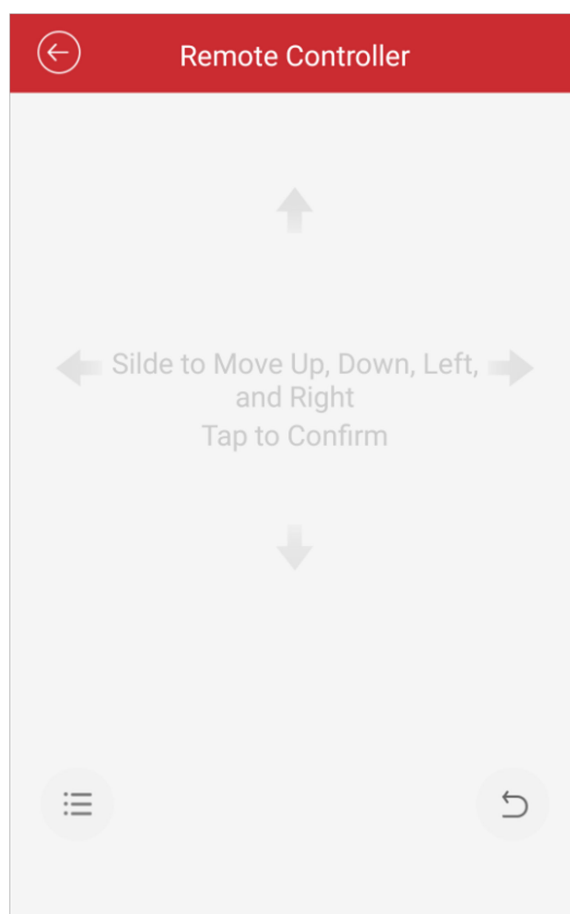 Remote Controller
Silde to Move Up, Down, Left,
and Right
Tap to Confirm